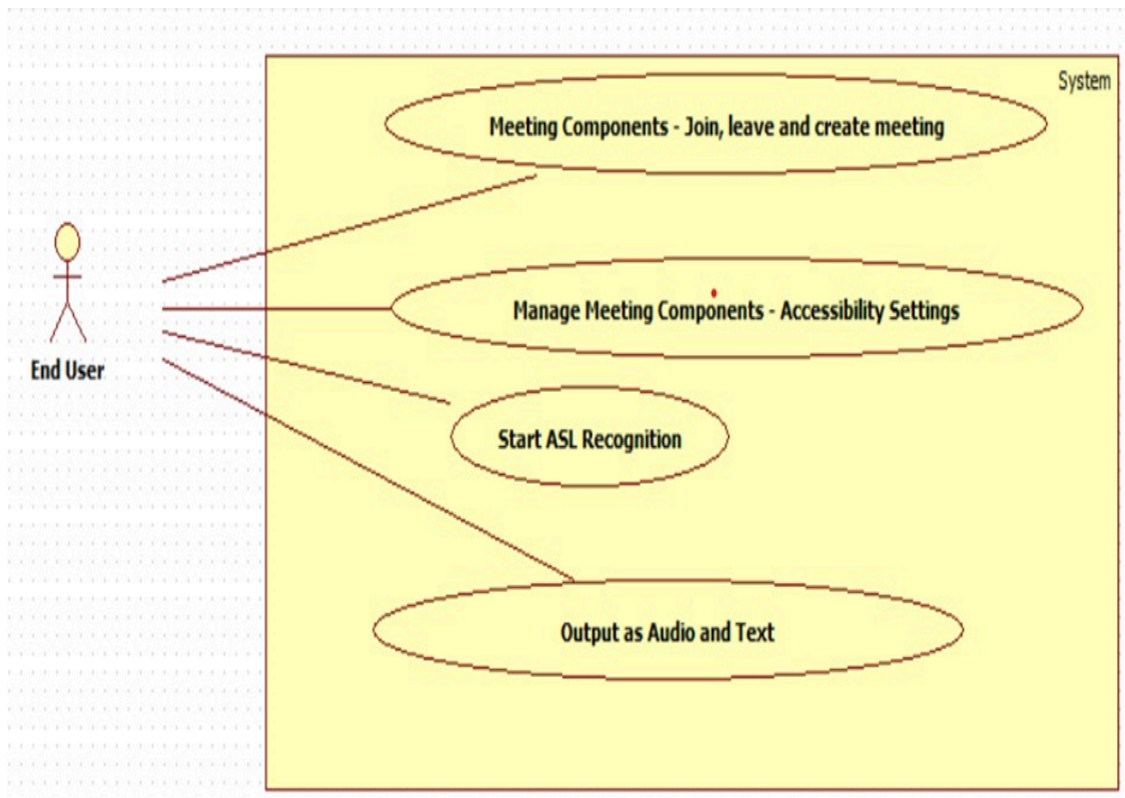 System
Meeting Components - Join, leave and create meeting
Manage Meeting Components - Accessibility Settings
End User
Start ASL Recognition
Output as Audio and Text